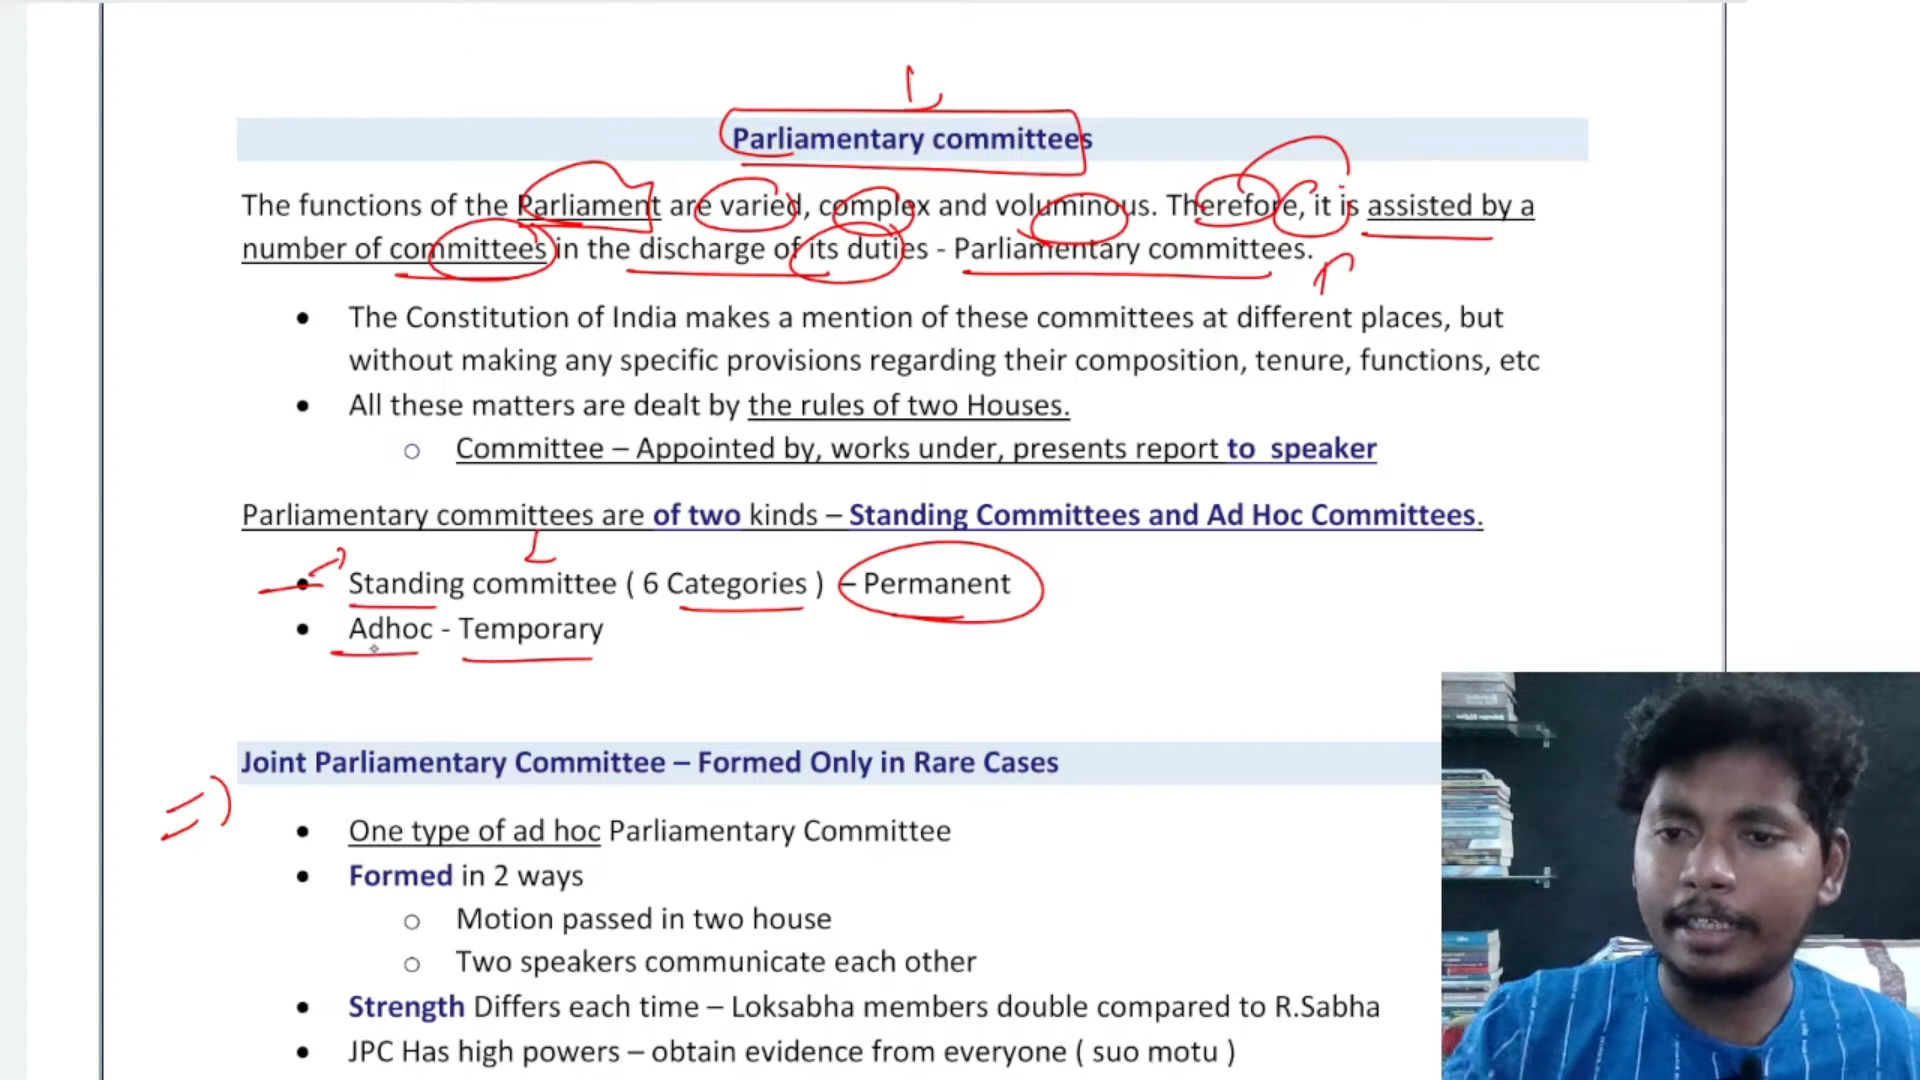 Parliamentary committees
The functions of the Parliament are varied, complex and voluminous. Therefore, it is assisted by a
number of committees in the discharge of its duties - Parliamentary committees.
• The Constitution of India makes a mention of these committees at different places, but
without making any specific provisions regarding their composition, tenure, functions, etc
• All these matters are dealt by the rules of two Houses.
o Committee – Appointed by, works under, presents report to speaker
Parliamentary committees are of two kinds – Standing Committees and Ad Hoc Committees.
• Standing committee ( 6 Categories ) – Permanent
• Adhoc - Temporary
Joint Parliamentary Committee – Formed Only in Rare Cases
• One type of ad hoc Parliamentary Committee
• Formed in 2 ways
o Motion passed in two house
o Two speakers communicate each other
• Strength Differs each time – Loksabha members double compared to R.Sabha
• JPC Has high powers – obtain evidence from everyone ( suo motu )